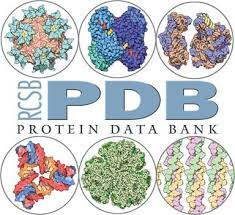 RCSB
PDB
PROTEIN DATA BANK